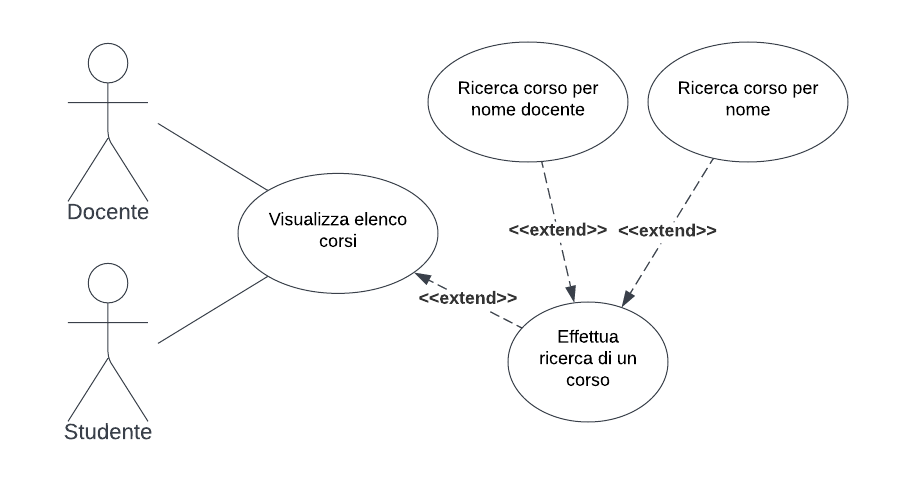 Ricerca corso per
nome docente
Ricerca corso per
nome
Docente
Visualizza elenco
corsi
<<extend>>
<<extend>>
<<extend>>
Effettua
ricerca di un
corso
Studente